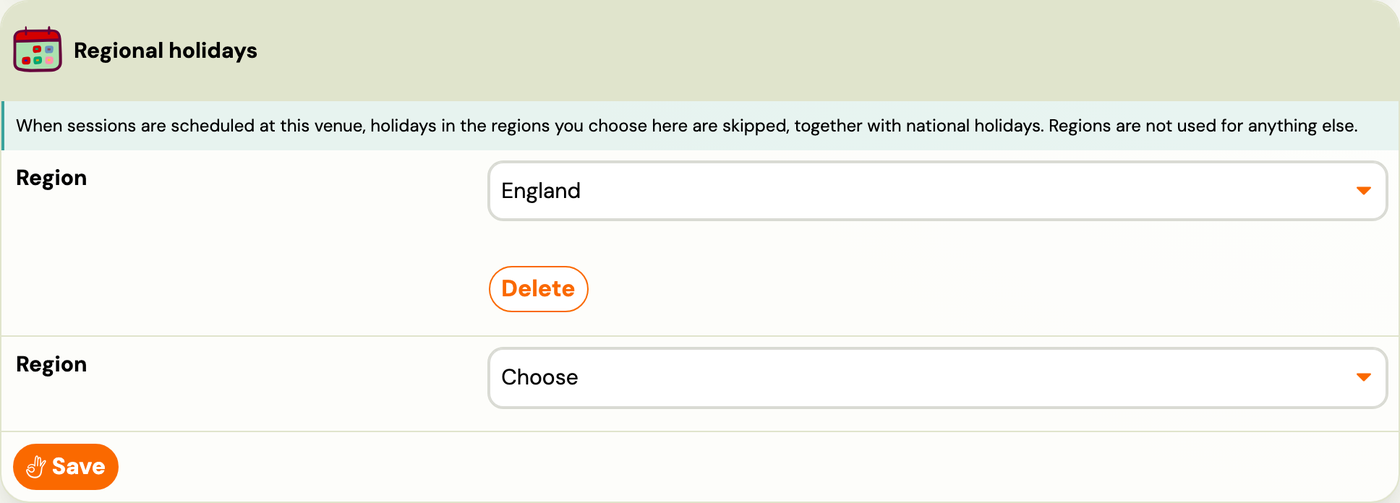 Regional holidays
When sessions are scheduled at this venue, holidays in the regions you choose here are skipped, together with national holidays. Regions are not used for anything else.
Region
England
Delete
Region
Choose
Save